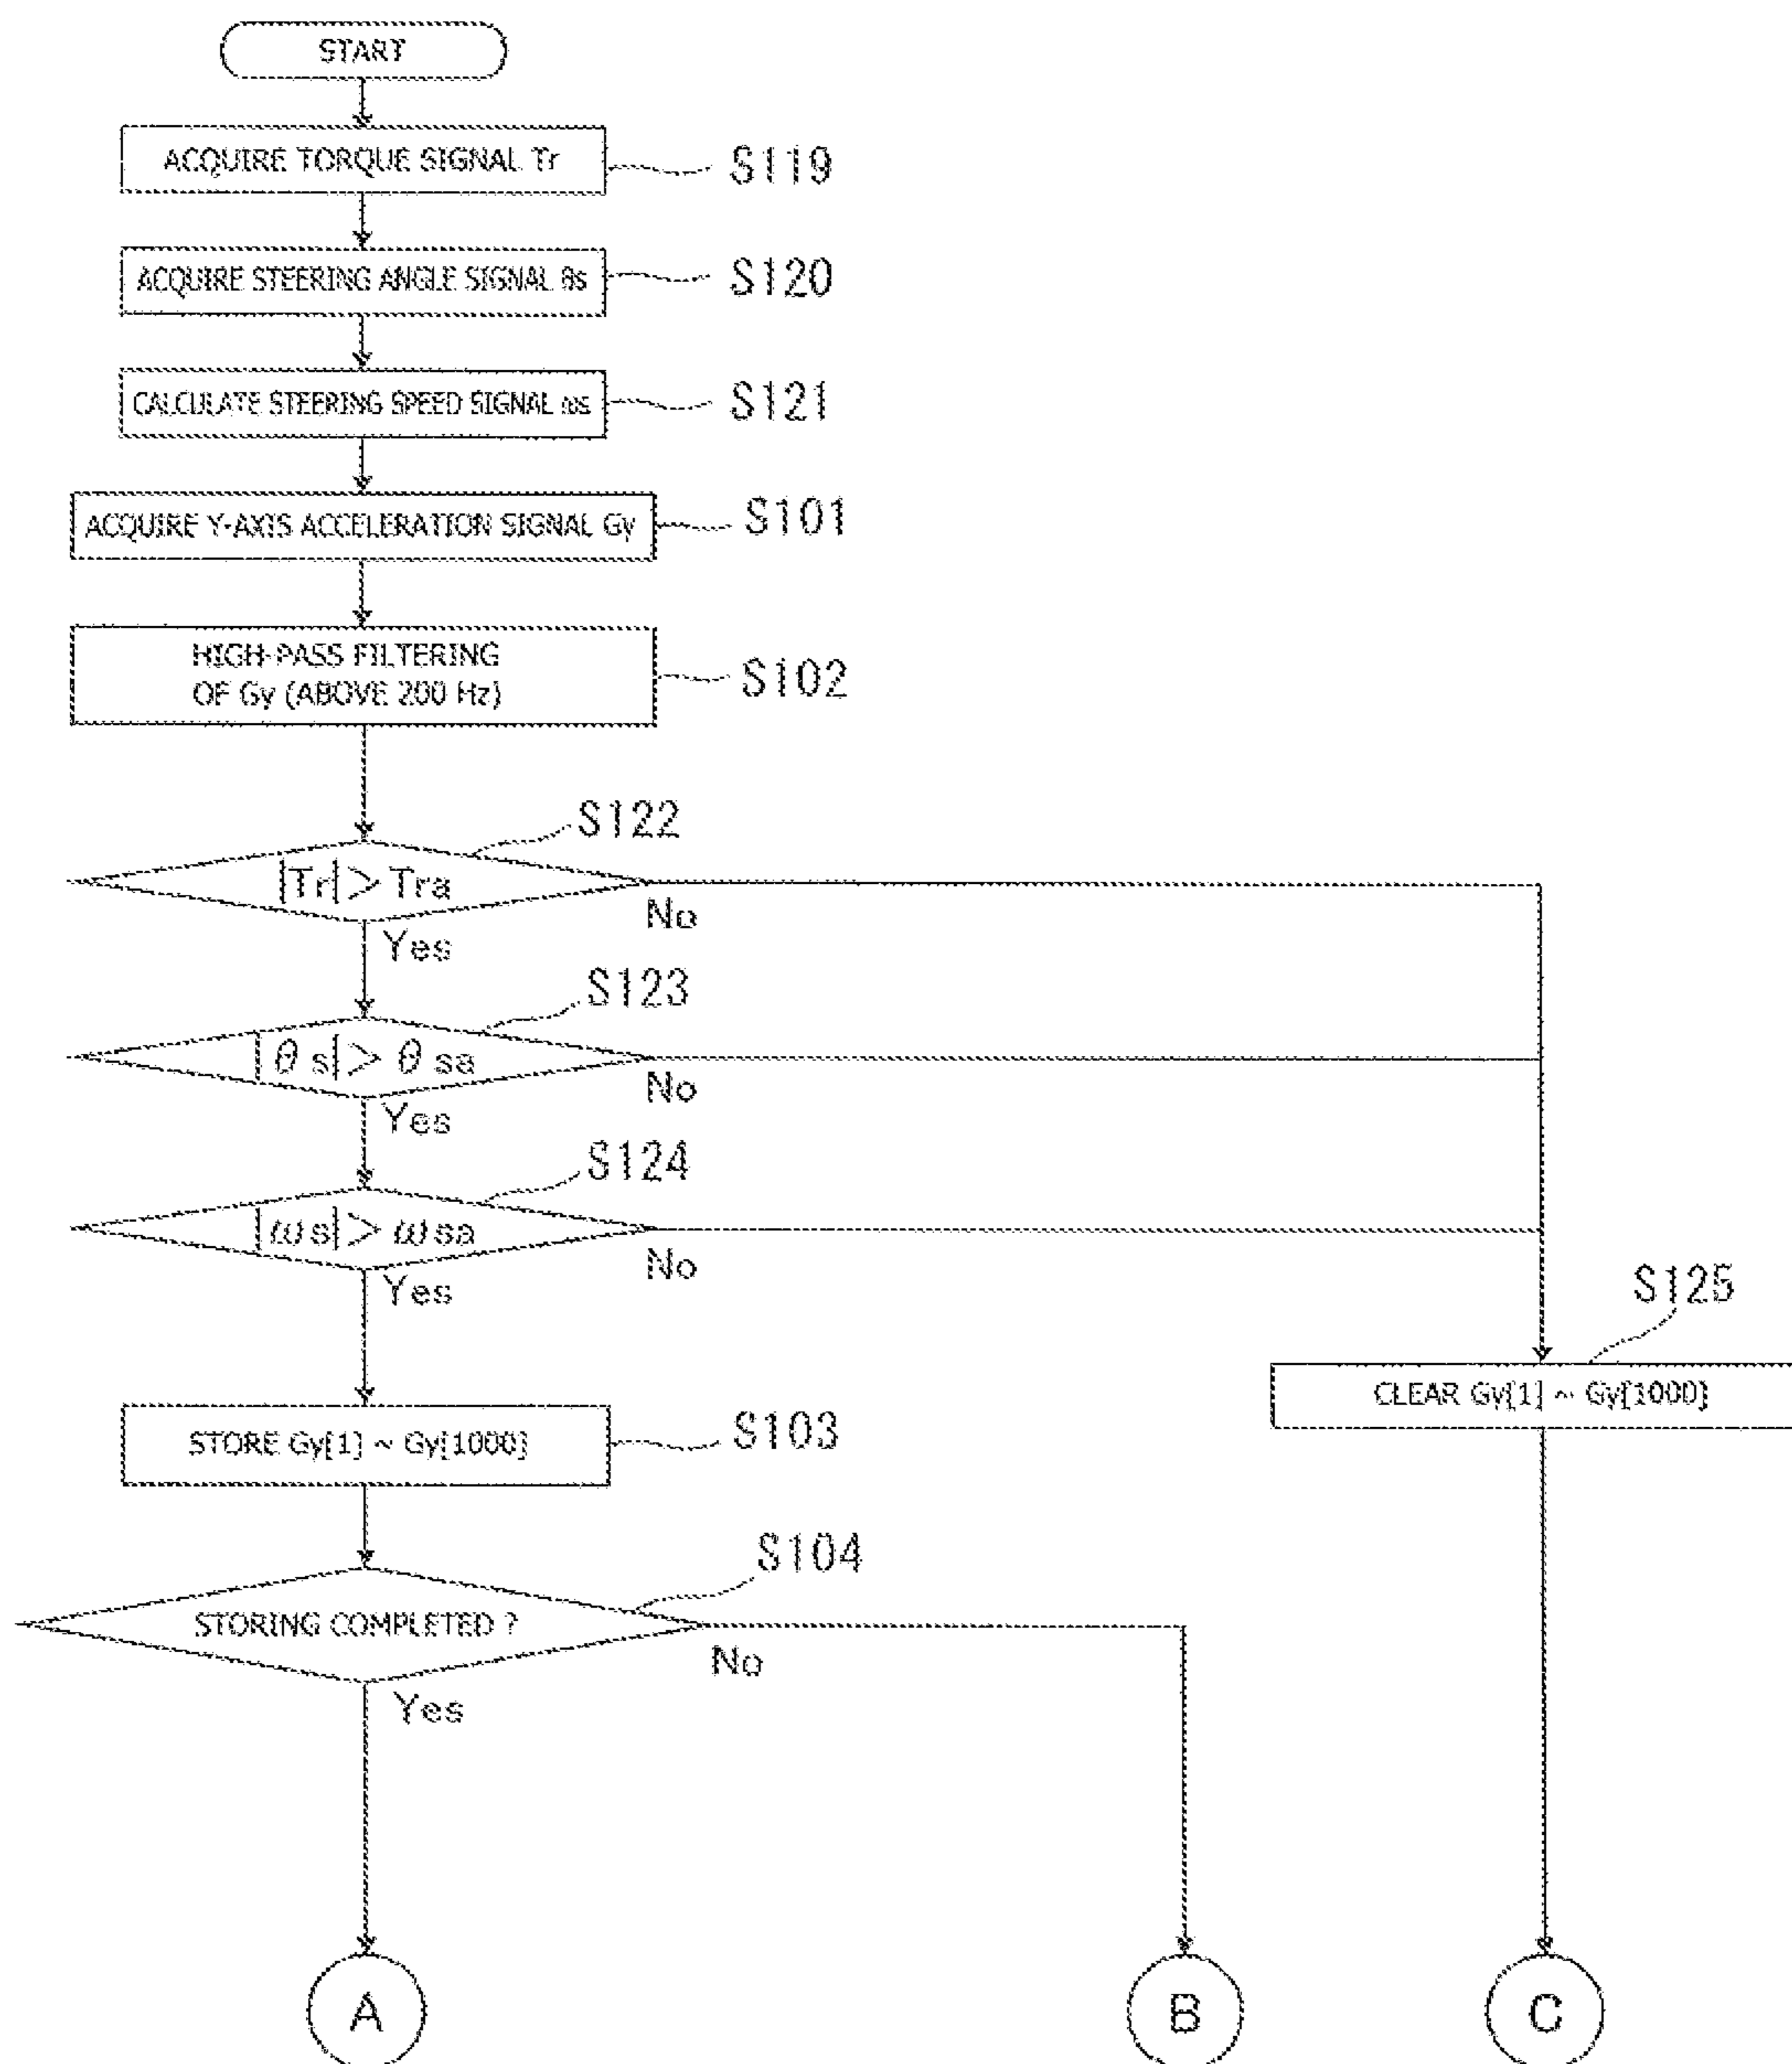 START
ACQUIRE TORQUE SIGNAL Tr
S119
ACQUIRE STEERING ANGLE SIGNAL θs
S120
CALCULATE STEERING SPEED SIGNAL ωs
S121
ACQUIRE Y-AXIS ACCELERATION SIGNAL Gy
S101
HIGH-PASS FILTERING
OF Gy (ABOVE 200 Hz)
S102
S122
|Tr| > Tra
No
Yes
S123
|θs| > θsa
No
Yes
S124
|ωs| > ωsa
No
Yes
S125
CLEAR Gy[1] ~ Gy[1000]
STORE Gy[1] ~ Gy[1000]
S103
S104
STORING COMPLETED ?
No
Yes
A
B
C